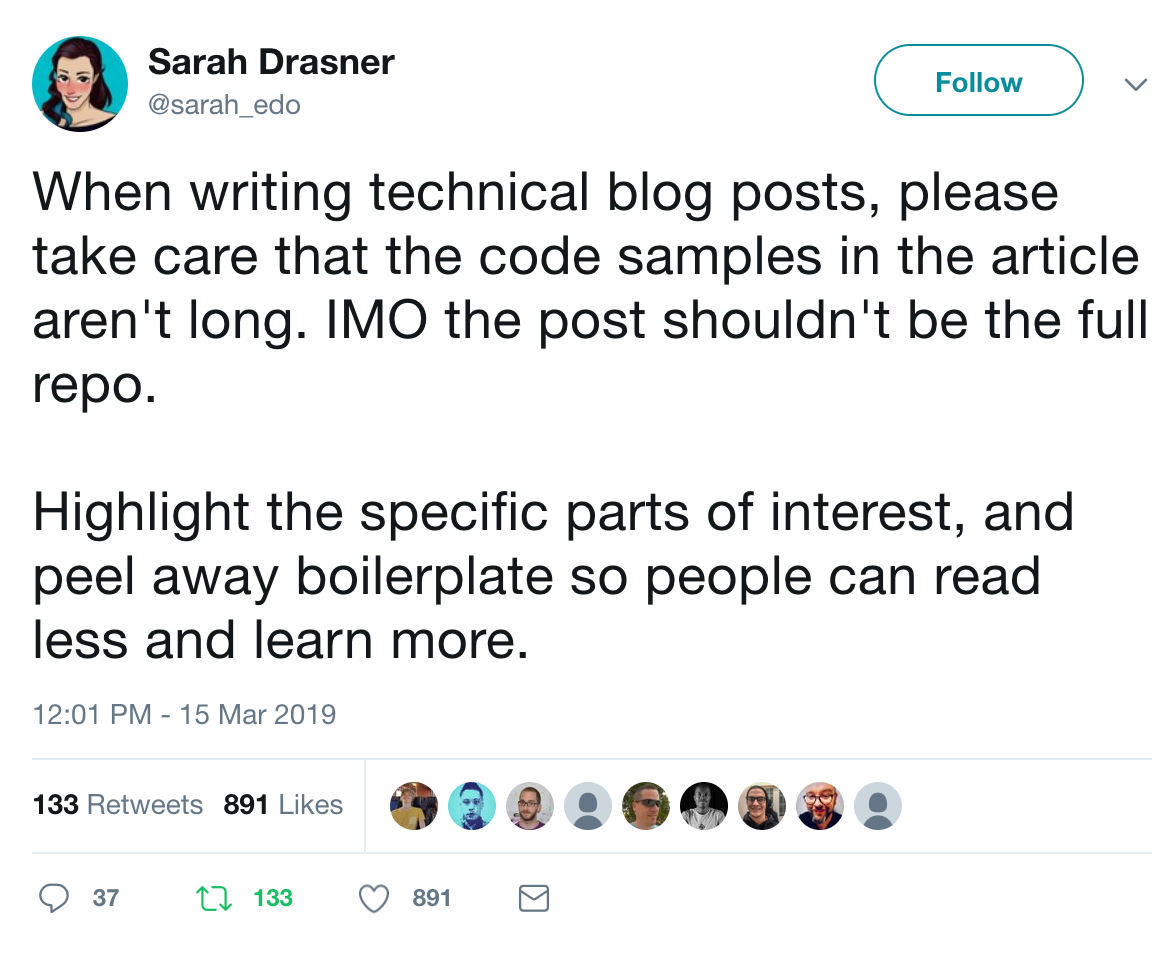 Sarah Drasner
@sarah_edo
Follow
When writing technical blog posts, please
take care that the code samples in the article
aren't long. IMO the post shouldn't be the full
repo.
Highlight the specific parts of interest, and
peel away boilerplate so people can read
less and learn more.
12:01 PM - 15 Mar 2019
133 Retweets 891 Likes
37 133 891